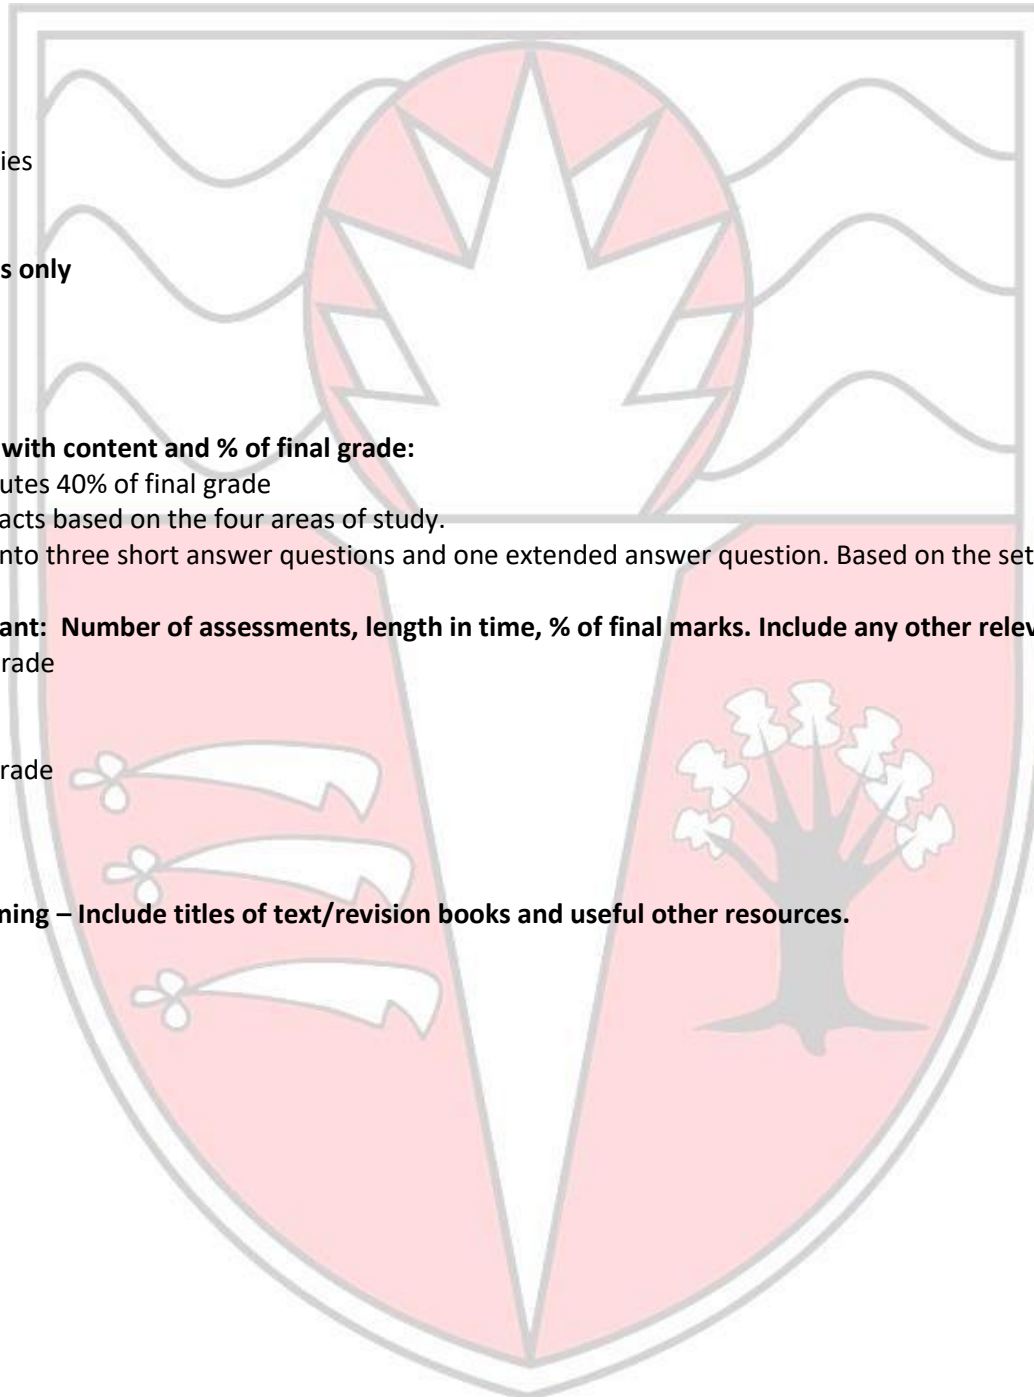 ies
s only
with content and % of final grade:
utes 40% of final grade
acts based on the four areas of study.
nto three short answer questions and one extended answer question. Based on the set
ant:  Number of assessments, length in time, % of final marks. Include any other relev
rade
rade
ning – Include titles of text/revision books and useful other resources.